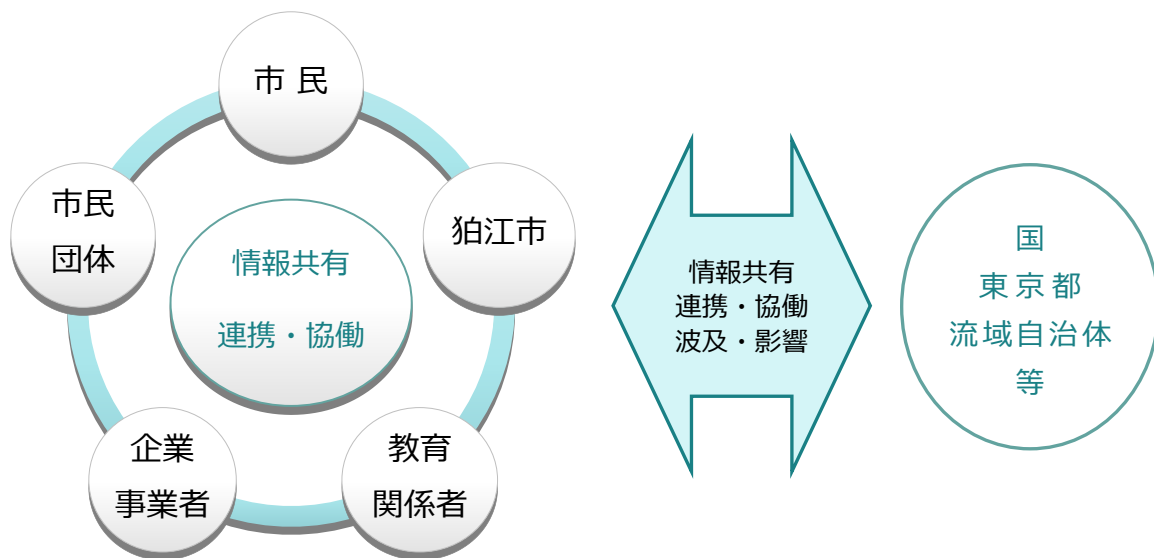 市 民
市民
団体
狛江市
情報共有
連携・協働
企業
事業者
教育
関係者
情報共有
連携・協働
波及・影響
国
東京都
流域自治体
等